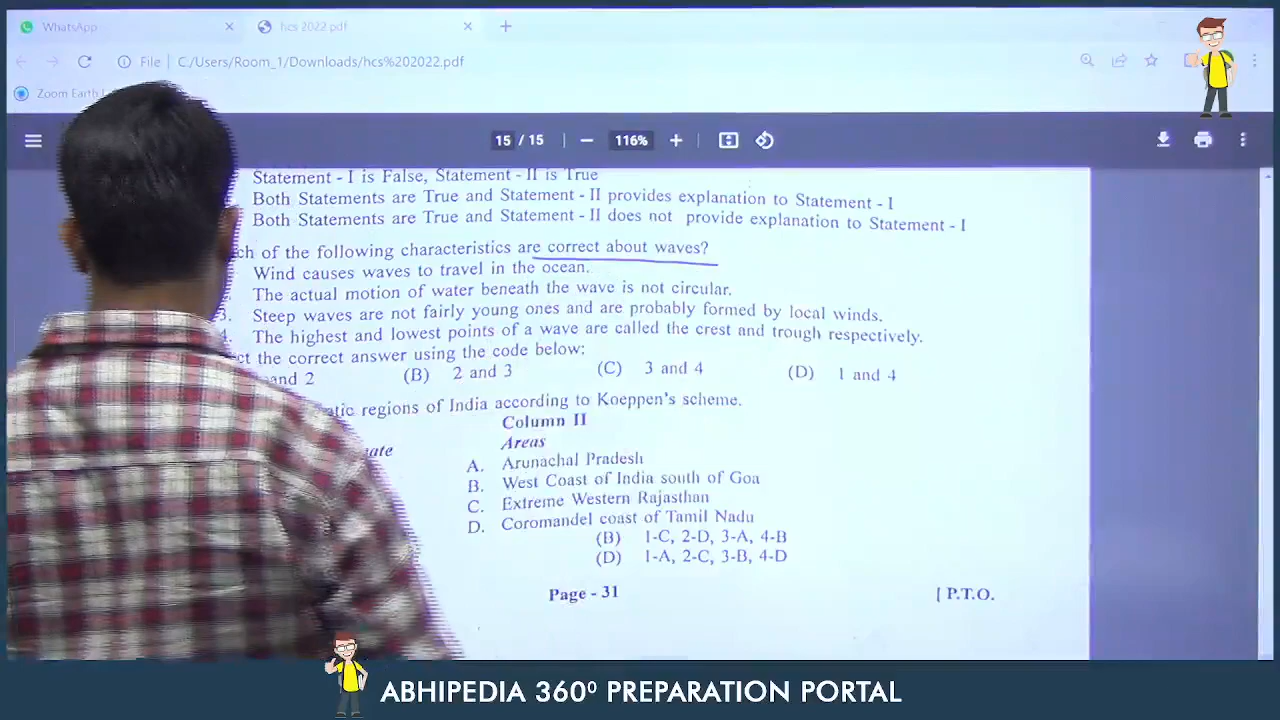 WhatsApp
hcs 2022.pdf
File C:/Users/Room_1/Downloads/hcs%202022.pdf
Zoom Earth
15 / 15 116%
Statement - I is False, Statement - II is True
Both Statements are True and Statement - II provides explanation to Statement - I
Both Statements are True and Statement - II does not provide explanation to Statement - I
ch of the following characteristics are correct about waves?
Wind causes waves to travel in the ocean.
The actual motion of water beneath the wave is not circular.
3. Steep waves are not fairly young ones and are probably formed by local winds.
4. The highest and lowest points of a wave are called the crest and trough respectively.
ct the correct answer using the code below:
and 2 (B) 2 and 3 (C) 3 and 4 (D) 1 and 4
atic regions of India according to Koeppen's scheme.
Column II
ate Areas
A. Arunachal Pradesh
B. West Coast of India south of Goa
C. Extreme Western Rajasthan
D. Coromandel coast of Tamil Nadu
(B) 1-C, 2-D, 3-A, 4-B
(D) 1-A, 2-C, 3-B, 4-D
Page - 31 [ P.T.O.
ABHIPEDIA 360⁰ PREPARATION PORTAL